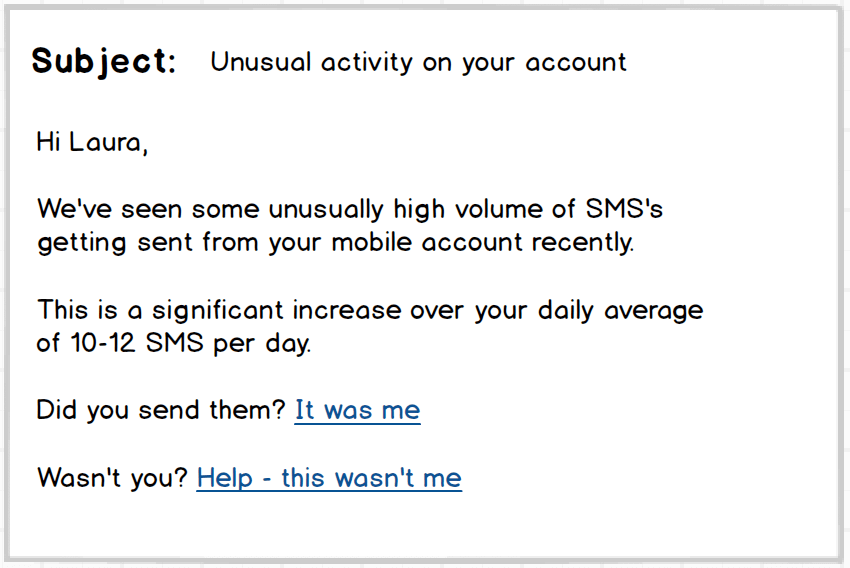 Subject: Unusual activity on your account
Hi Laura,
We've seen some unusually high volume of SMS's
getting sent from your mobile account recently.
This is a significant increase over your daily average
of 10-12 SMS per day.
Did you send them? It was me
Wasn't you? Help - this wasn't me